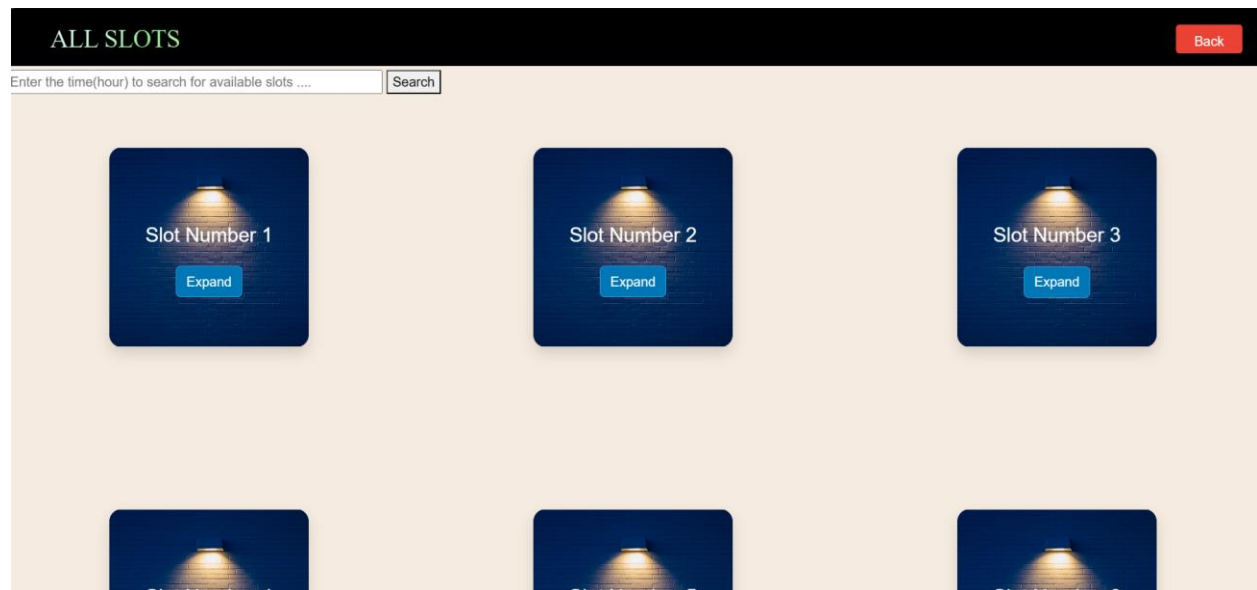 ALL SLOTS
Back
Enter the time(hour) to search for available slots ....
Search
Slot Number 1
Slot Number 2
Slot Number 3
Expand
Expand
Expand